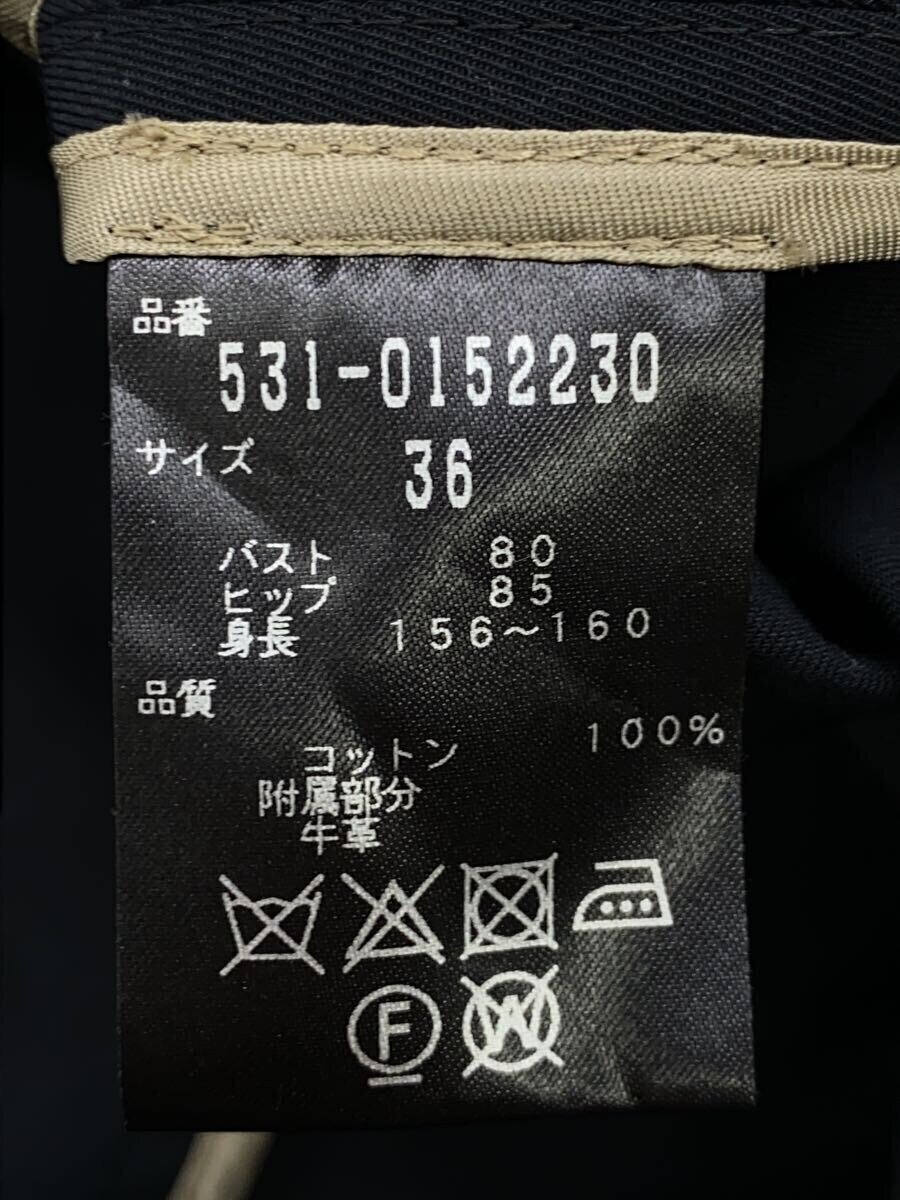 品番
531-0152230
サイズ 36
バスト 80
ヒップ 85
身長 156～160
品質
コットン 100%
附属部分
牛革
F W